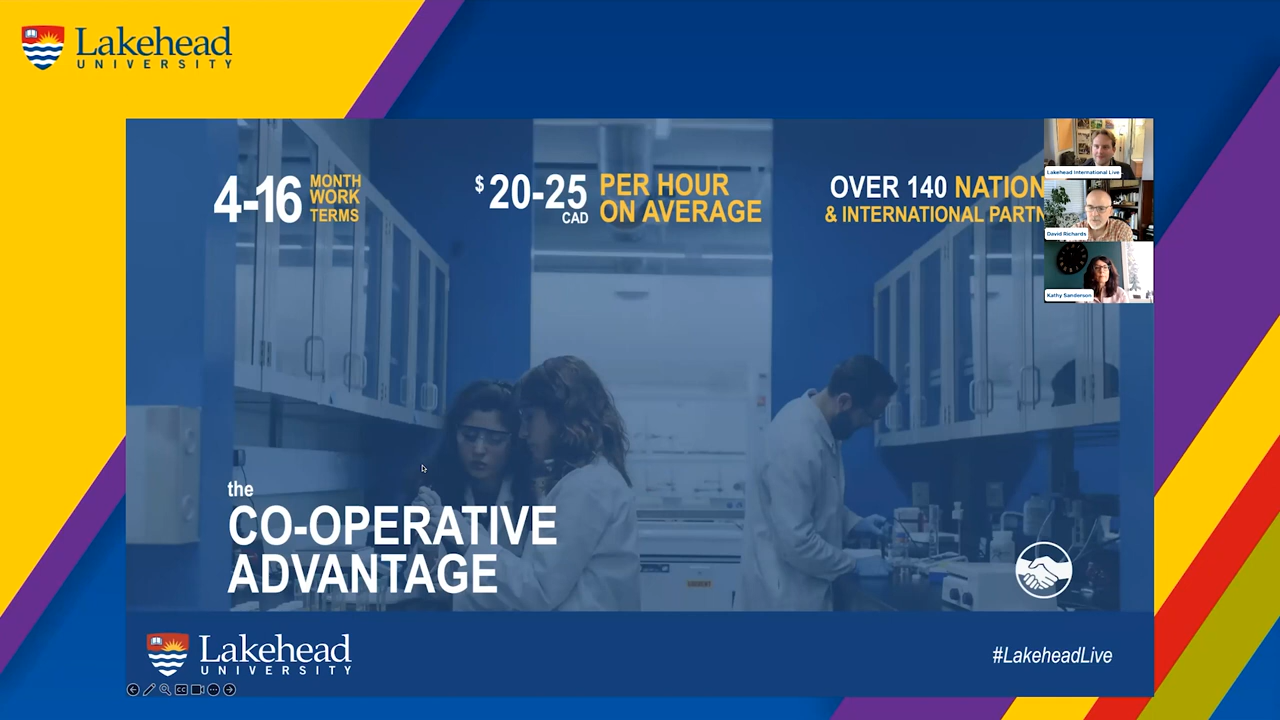 Lakehead
UNIVERSITY
4-16
MONTH
WORK
TERMS
$20-25
CAD
PER HOUR
ON AVERAGE
OVER 140 NATION
& INTERNATIONAL PARTN
Lakehead International Live
David Richards
Kathy Sanderson
the
CO-OPERATIVE
ADVANTAGE
Lakehead
UNIVERSITY
#LakeheadLive
CC